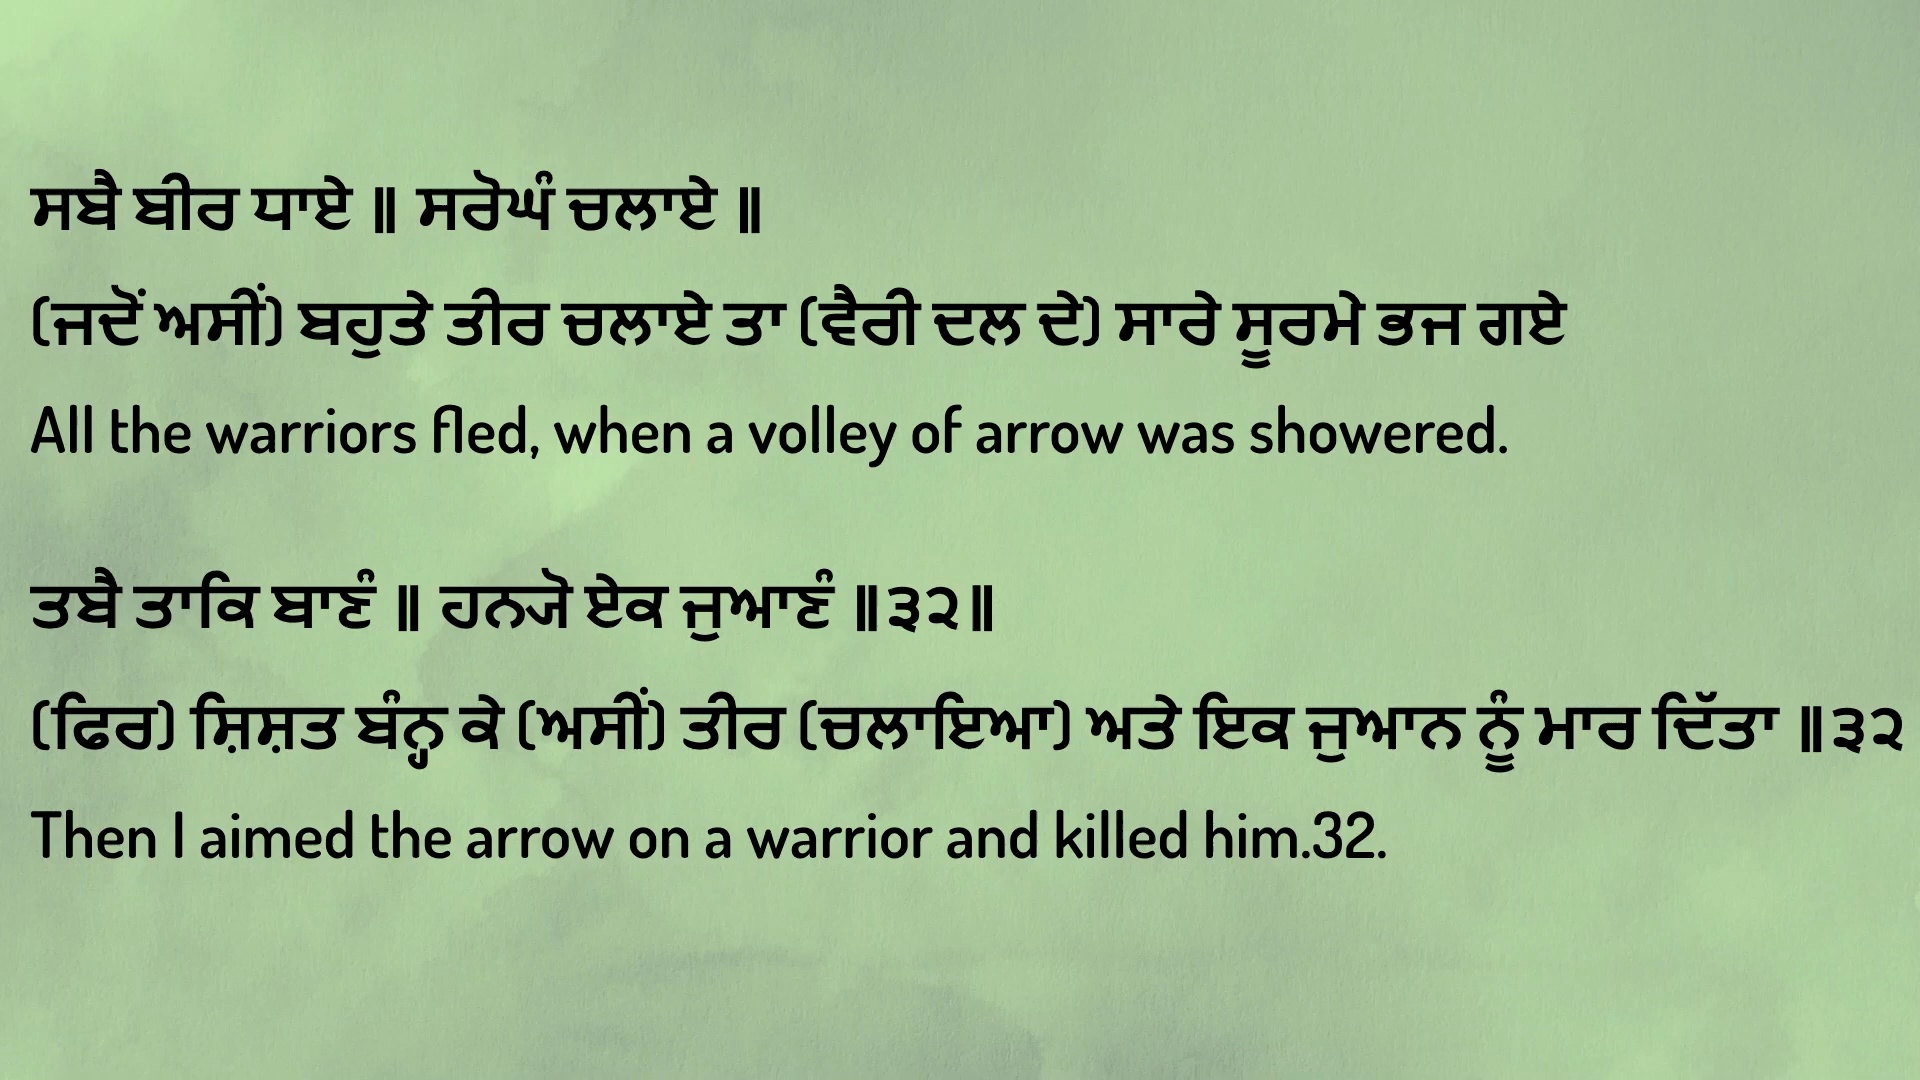 ਸਬੈ ਬੀਰ ਧਾਏ ॥ ਸਰੋਘੰ ਚਲਾਏ ॥
(ਜਦੋਂ ਅਸੀਂ) ਬਹੁਤੇ ਤੀਰ ਚਲਾਏ ਤਾ (ਵੈਰੀ ਦਲ ਦੇ) ਸਾਰੇ ਸੂਰਮੇ ਭਜ ਗਏ
All the warriors fled, when a volley of arrow was showered.
ਤਬੈ ਤਾਕਿ ਬਾਣੰ ॥ ਹਨ੍ਯੋ ਏਕ ਜੁਆਣੰ ॥੩੨॥
(ਫਿਰ) ਸ਼ਿਸ਼ਤ ਬੰਨ੍ਹ ਕੇ (ਅਸੀਂ) ਤੀਰ (ਚਲਾਇਆ) ਅਤੇ ਇਕ ਜੁਆਨ ਨੂੰ ਮਾਰ ਦਿੱਤਾ ॥੩੨
Then I aimed the arrow on a warrior and killed him.32.